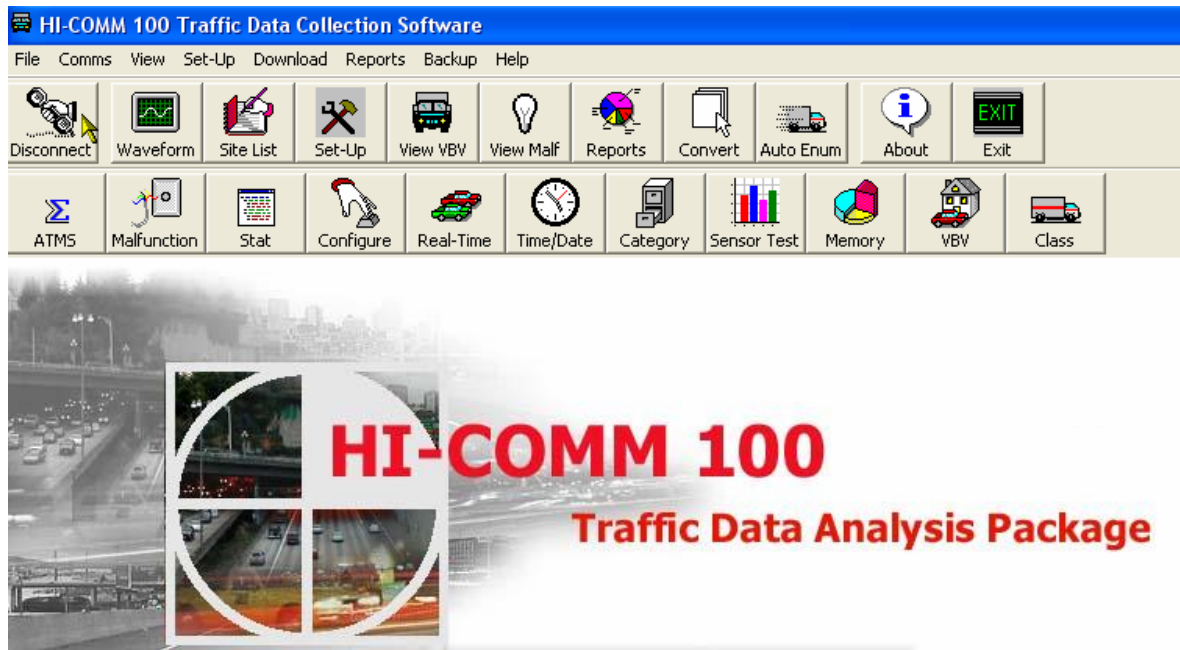 HI-COMM 100 Traffic Data Collection Software
File Comms View Set-Up Download Reports Backup Help
EXIT
Disconnect Waveform Site List Set-Up View VBV View Malf Reports Convert Auto Enum About Exit
Σ
ATMS Malfunction Stat Configure Real-Time Time/Date Category Sensor Test Memory VBV Class
HI-COMM 100
Traffic Data Analysis Package